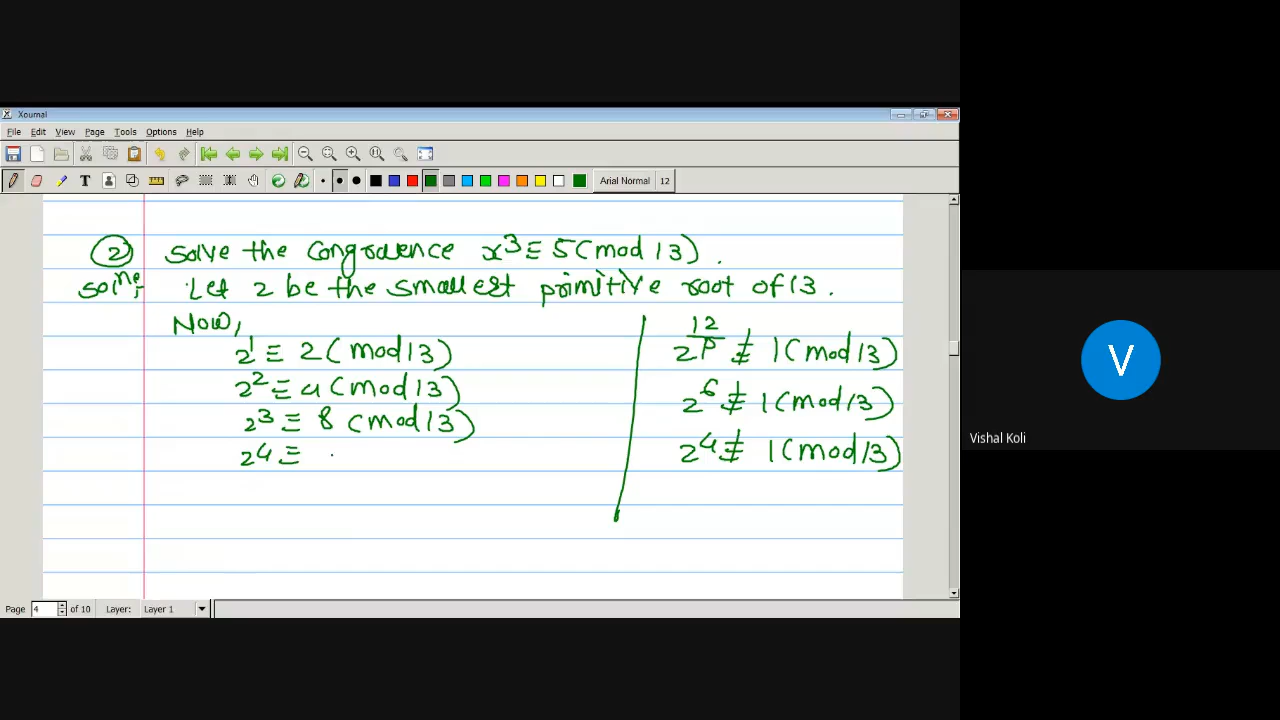 Xournal
File Edit View Page Tools Options Help
Arial Normal 12
② Solve the Congruence x³ ≡ 5(mod 13).
Solⁿᵉ:- Let 2 be the smallest primitive root of 13.
Now,
2¹ ≡ 2(mod 13)
2² ≡ 4(mod 13)
2³ ≡ 8(mod 13)
2⁴ ≡
2^(12/p) ≢ 1(mod 13)
2⁶ ≢ 1(mod 13)
2⁴ ≢ 1(mod 13)
Page 4 of 10 Layer: Layer 1
V
Vishal Koli